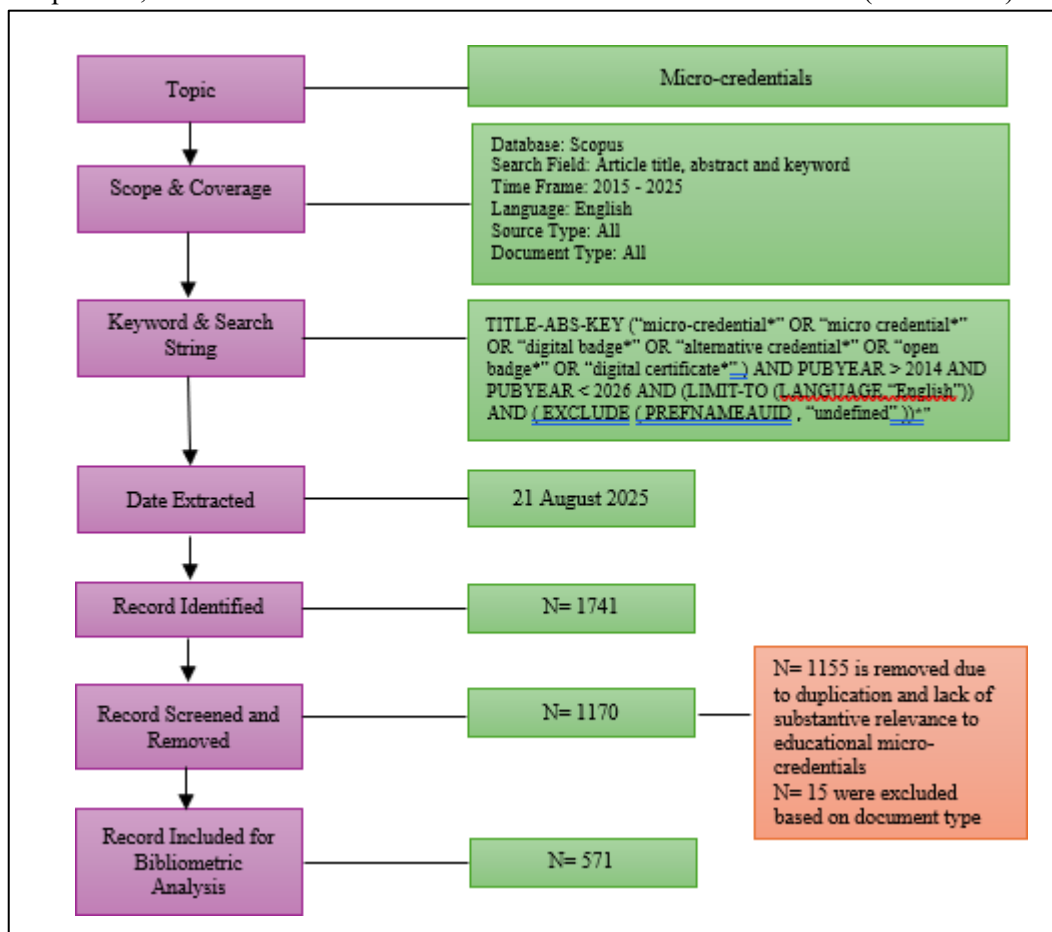 Topic
Micro-credentials
Scope & Coverage
Database: Scopus
Search Field: Article title, abstract and keyword
Time Frame: 2015 - 2025
Language: English
Source Type: All
Document Type: All
Keyword & Search
String
TITLE-ABS-KEY (“micro-credential*” OR “micro credential*”
OR “digital badge*” OR “alternative credential*” OR “open
badge*” OR “digital certificate*” ) AND PUBYEAR > 2014 AND
PUBYEAR < 2026 AND (LIMIT-TO (LANGUAGE,“English”))
AND ( EXCLUDE ( PREFNAMEAUID , “undefined” ))*”
Date Extracted
21 August 2025
Record Identified
N= 1741
Record Screened and
Removed
N= 1170
N= 1155 is removed due
to duplication and lack of
substantive relevance to
educational micro-
credentials
N= 15 were excluded
based on document type
Record Included for
Bibliometric
Analysis
N= 571